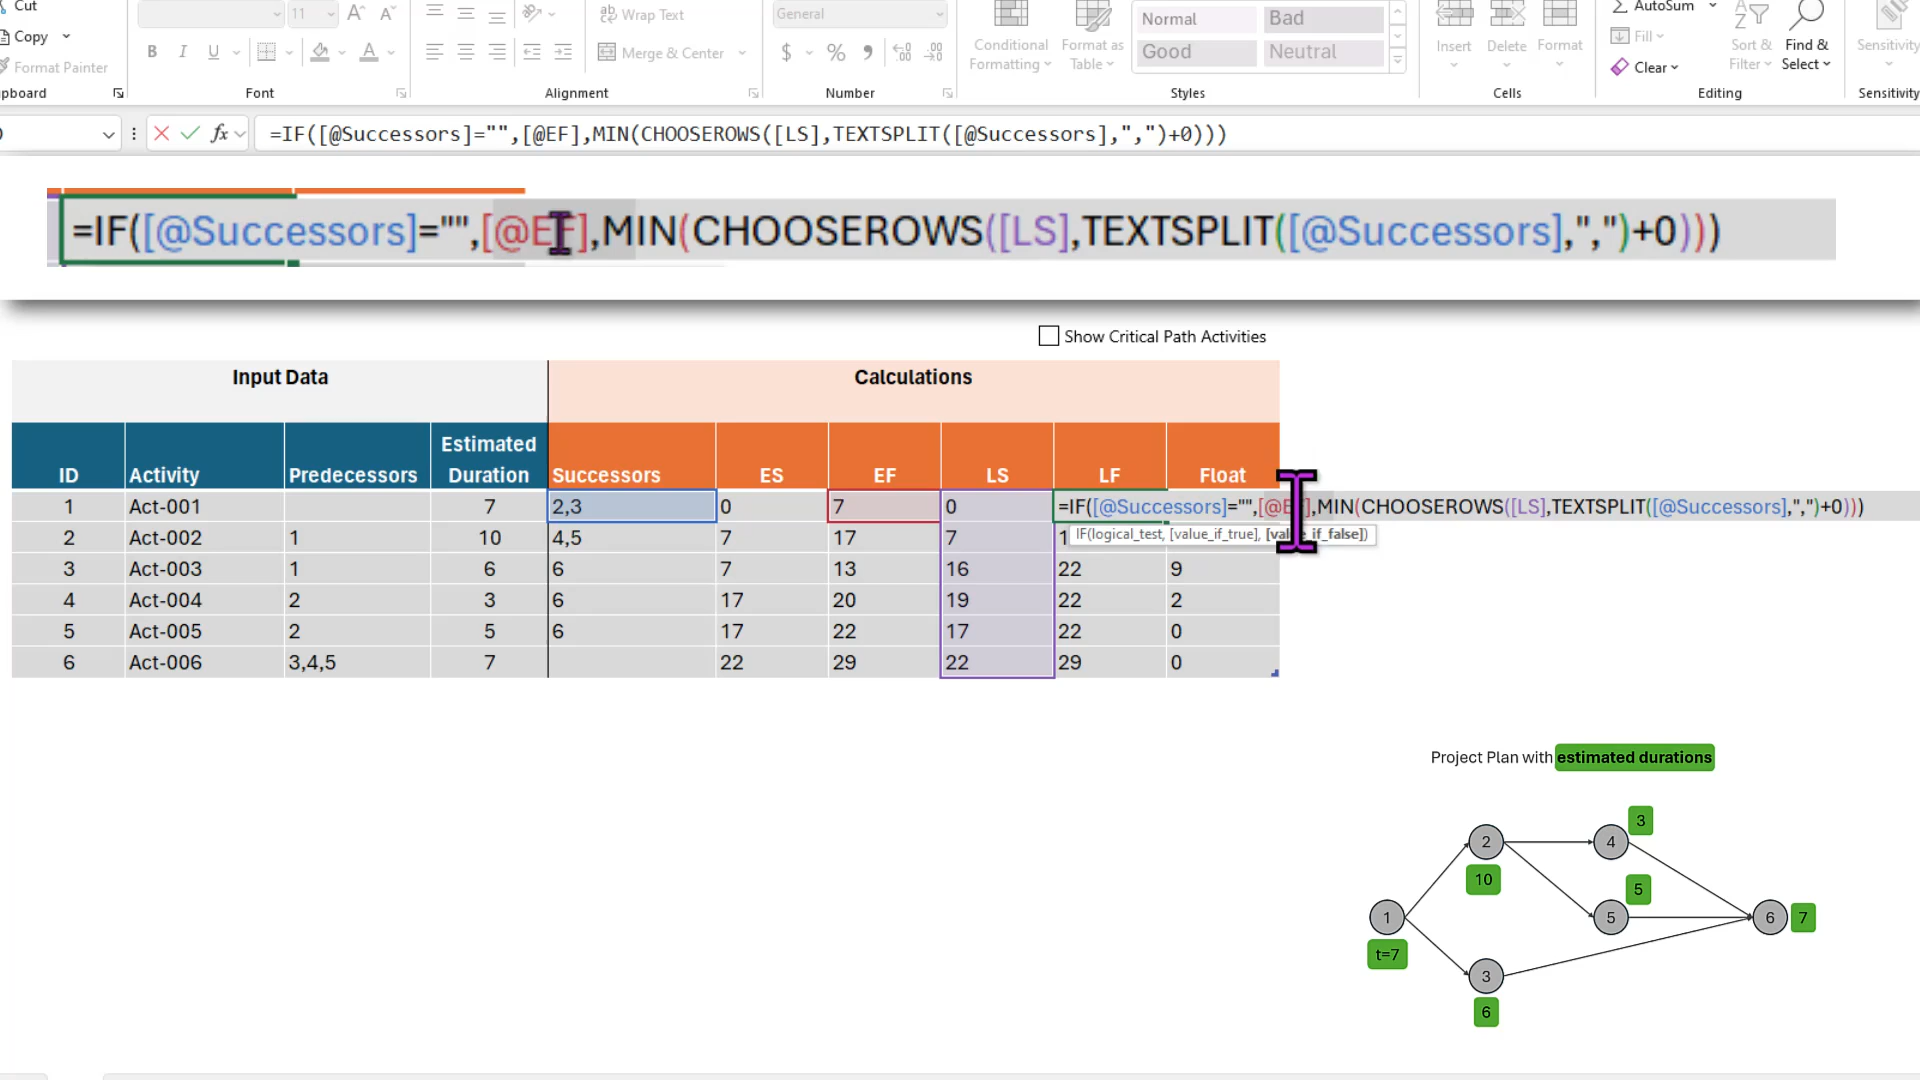 Cut
Copy
Format Painter
pboard
11
A A
B I U A
Font
ab Wrap Text
Merge & Center
Alignment
General
$ % 9
Number
Conditional Formatting
Format as Table
Normal Bad
Good Neutral
Styles
Insert Delete Format
Cells
AutoSum
Fill
Clear
Sort & Filter
Find & Select
Editing
Sensitivity
Sensitivity
fx =IF([@Successors]="",[@EF],MIN(CHOOSEROWS([LS],TEXTSPLIT([@Successors],",")+0)))
=IF([@Successors]="",[@EF],MIN(CHOOSEROWS([LS],TEXTSPLIT([@Successors],",")+0)))
Show Critical Path Activities
Input Data Calculations
ID Activity Predecessors Estimated Duration Successors ES EF LS LF Float
1 Act-001 7 2,3 0 7 0 =IF([@Successors]="",[@EF],MIN(CHOOSEROWS([LS],TEXTSPLIT([@Successors],",")+0)))
IF(logical_test, [value_if_true], [value_if_false])
2 Act-002 1 10 4,5 7 17 7 1
3 Act-003 1 6 6 7 13 16 22 9
4 Act-004 2 3 6 17 20 19 22 2
5 Act-005 2 5 6 17 22 17 22 0
6 Act-006 3,4,5 7 22 29 22 29 0
Project Plan with estimated durations
3
2 4
10 5
1 5 6 7
t=7
3
6